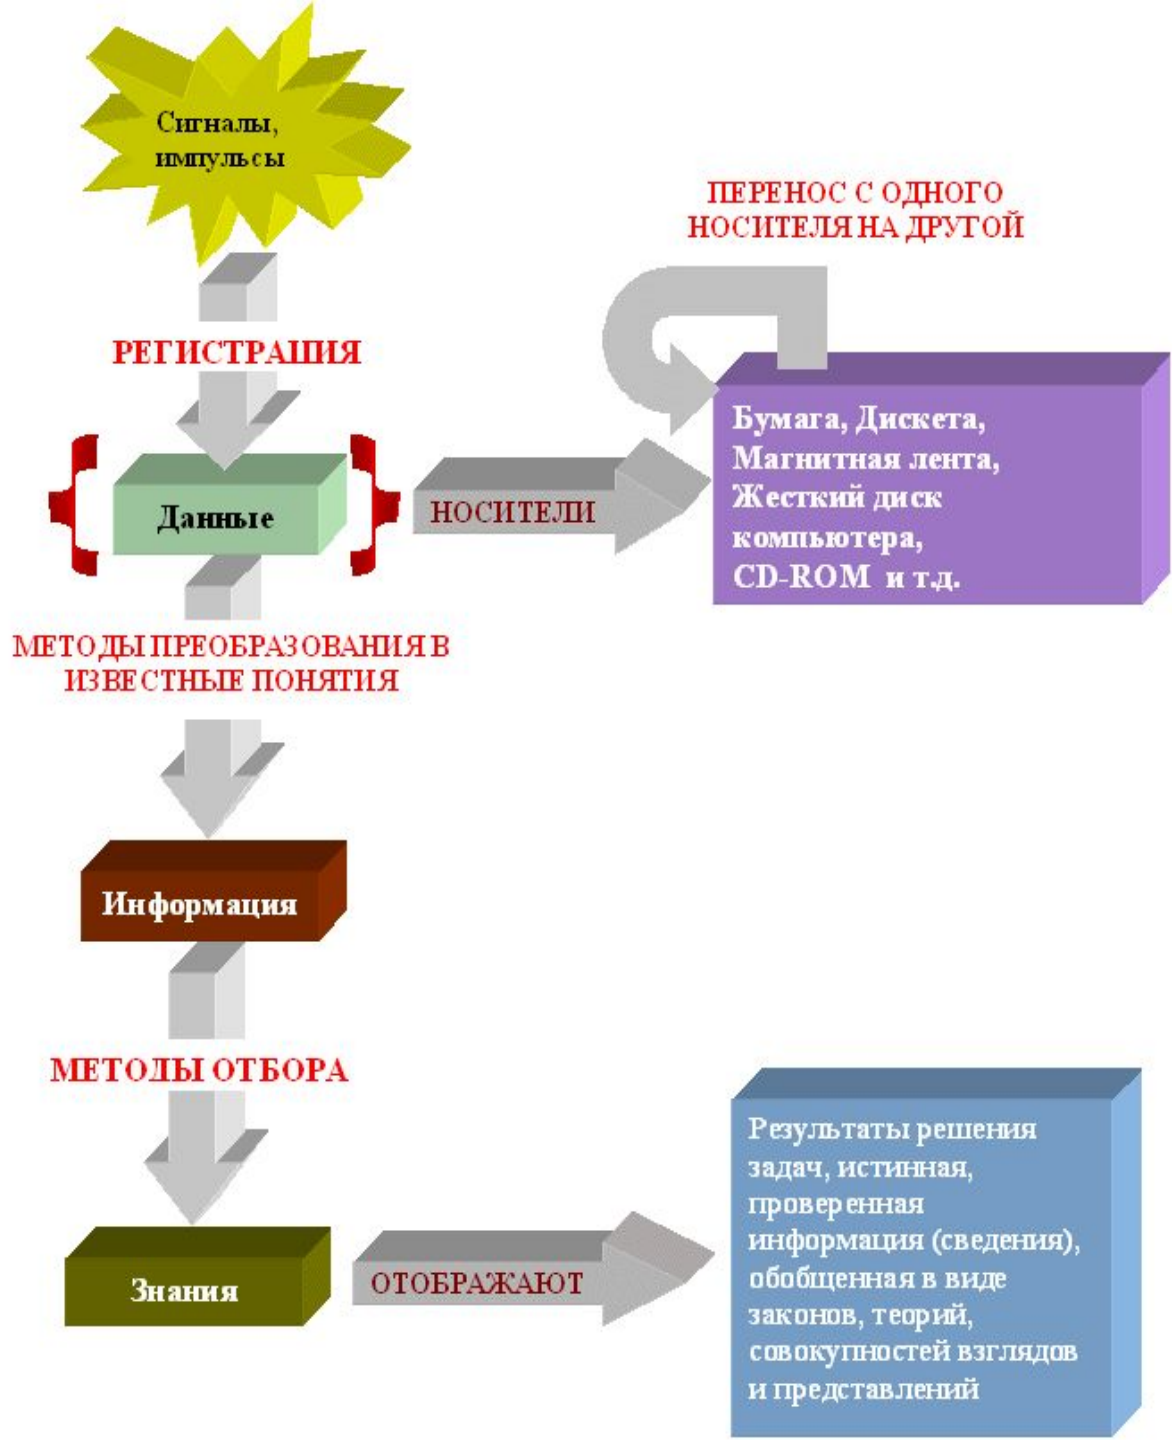 Сигналы,
импульсы
ПЕРЕНОС С ОДНОГО
НОСИТЕЛЯ НА ДРУГОЙ
РЕГИСТРАЦИЯ
Бумага, Дискета,
Магнитная лента,
Жесткий диск
компьютера,
CD-ROM и т.д.
Данные
НОСИТЕЛИ
МЕТОДЫ ПРЕОБРАЗОВАНИЯ В
ИЗВЕСТНЫЕ ПОНЯТИЯ
Информация
МЕТОДЫ ОТБОРА
Знания
ОТОБРАЖАЮТ
Результаты решения
задач, истинная,
проверенная
информация (сведения),
обобщенная в виде
законов, теорий,
совокупностей взглядов
и представлений